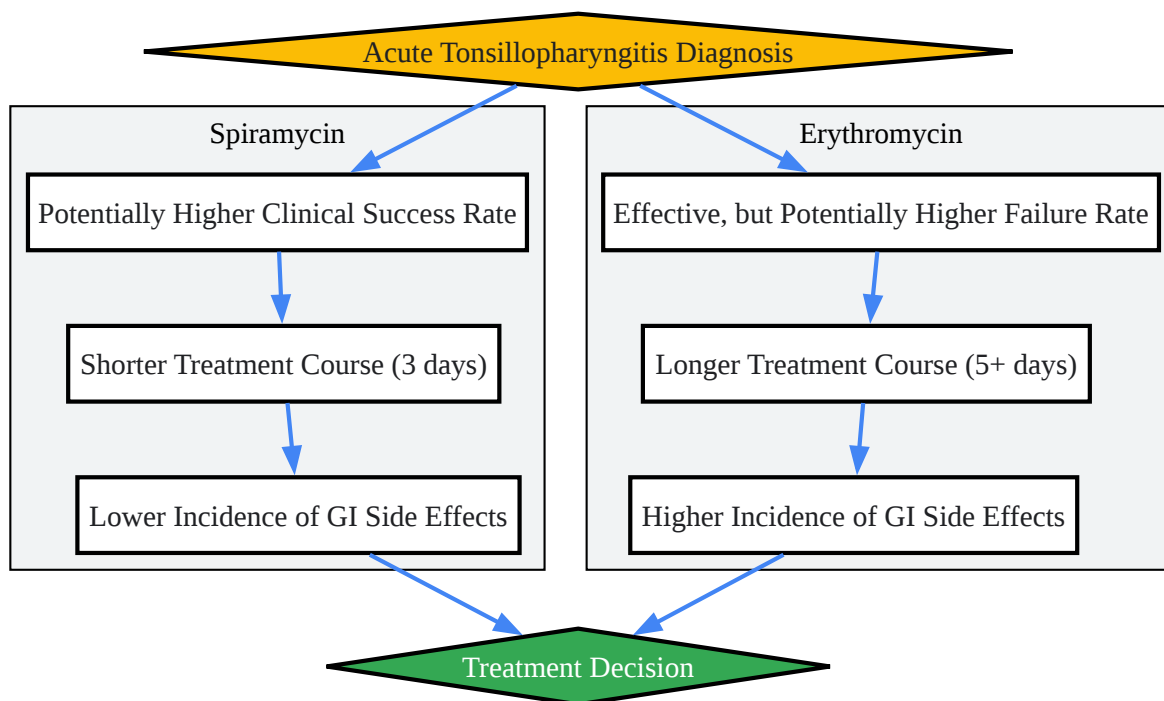 Acute Tonsillopharyngitis Diagnosis
Spiramycin
Potentially Higher Clinical Success Rate
Shorter Treatment Course (3 days)
Lower Incidence of GI Side Effects
Erythromycin
Effective, but Potentially Higher Failure Rate
Longer Treatment Course (5+ days)
Higher Incidence of GI Side Effects
Treatment Decision